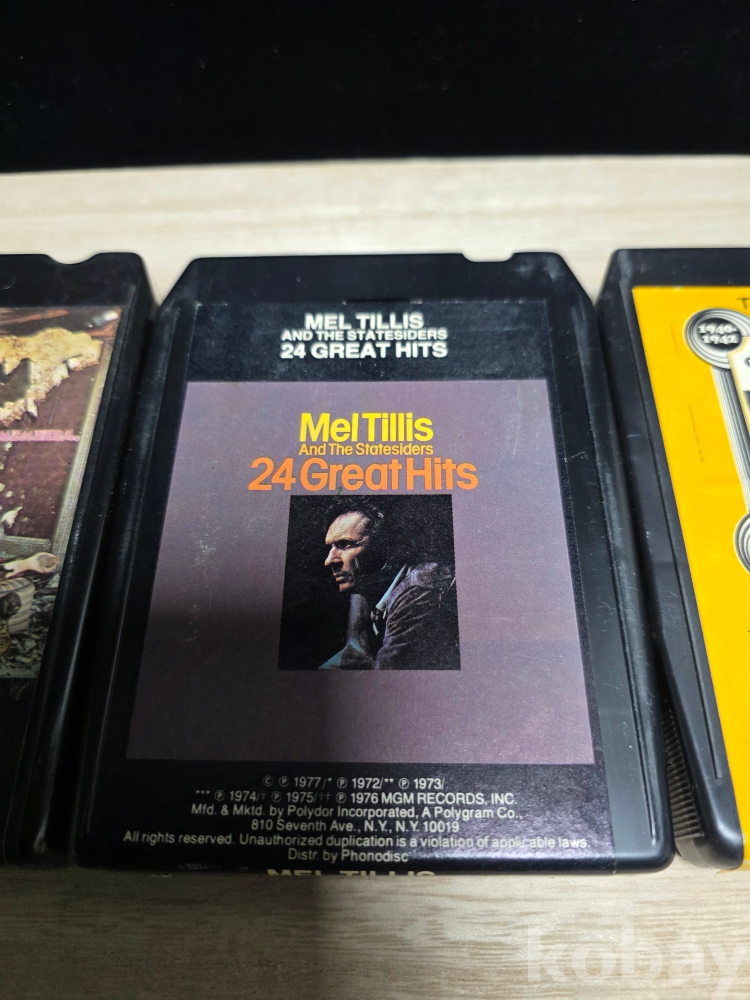 MEL TILLIS
AND THE STATESIDERS
24 GREAT HITS
Mel Tillis
And The Statesiders
24 Great Hits
© ℗ 1977/* ℗ 1972/** ℗ 1973/
*** ℗ 1974/† ℗ 1975/†† ℗ 1976 MGM RECORDS, INC.
Mfd. & Mktd. by Polydor Incorporated, A Polygram Co.,
810 Seventh Ave., N.Y., N.Y. 10019
All rights reserved. Unauthorized duplication is a violation of applicable laws.
Distr. by Phonodisc
MEL TILLIS
1940-
1942
kobay